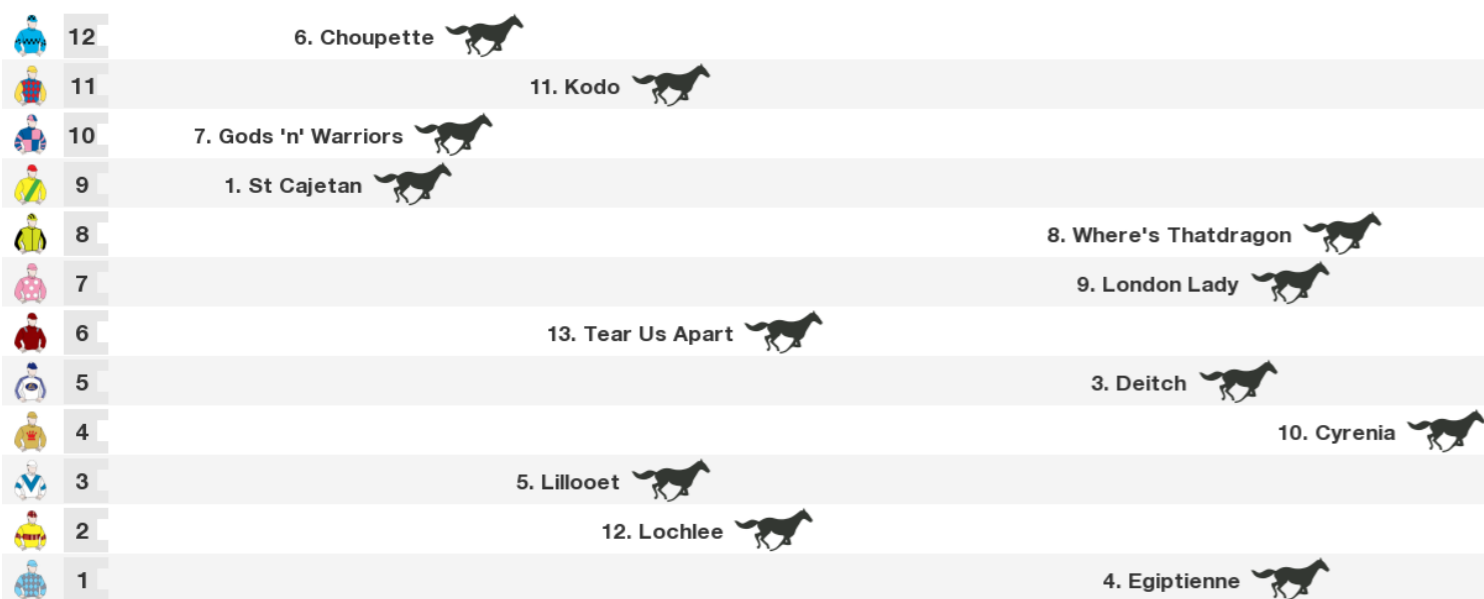 12 6. Choupette
11 11. Kodo
10 7. Gods 'n' Warriors
9 1. St Cajetan
8 8. Where's Thatdragon
7 9. London Lady
6 13. Tear Us Apart
5 3. Deitch
4 10. Cyrenia
3 5. Lillooet
2 12. Lochlee
1 4. Egiptienne